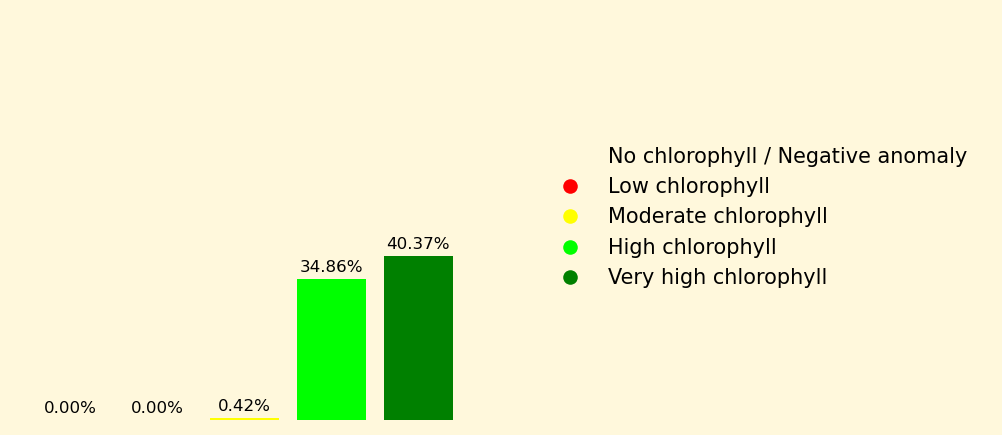 No chlorophyll / Negative anomaly
Low chlorophyll
Moderate chlorophyll
High chlorophyll
Very high chlorophyll
40.37%
34.86%
0.42%
0.00%
0.00%